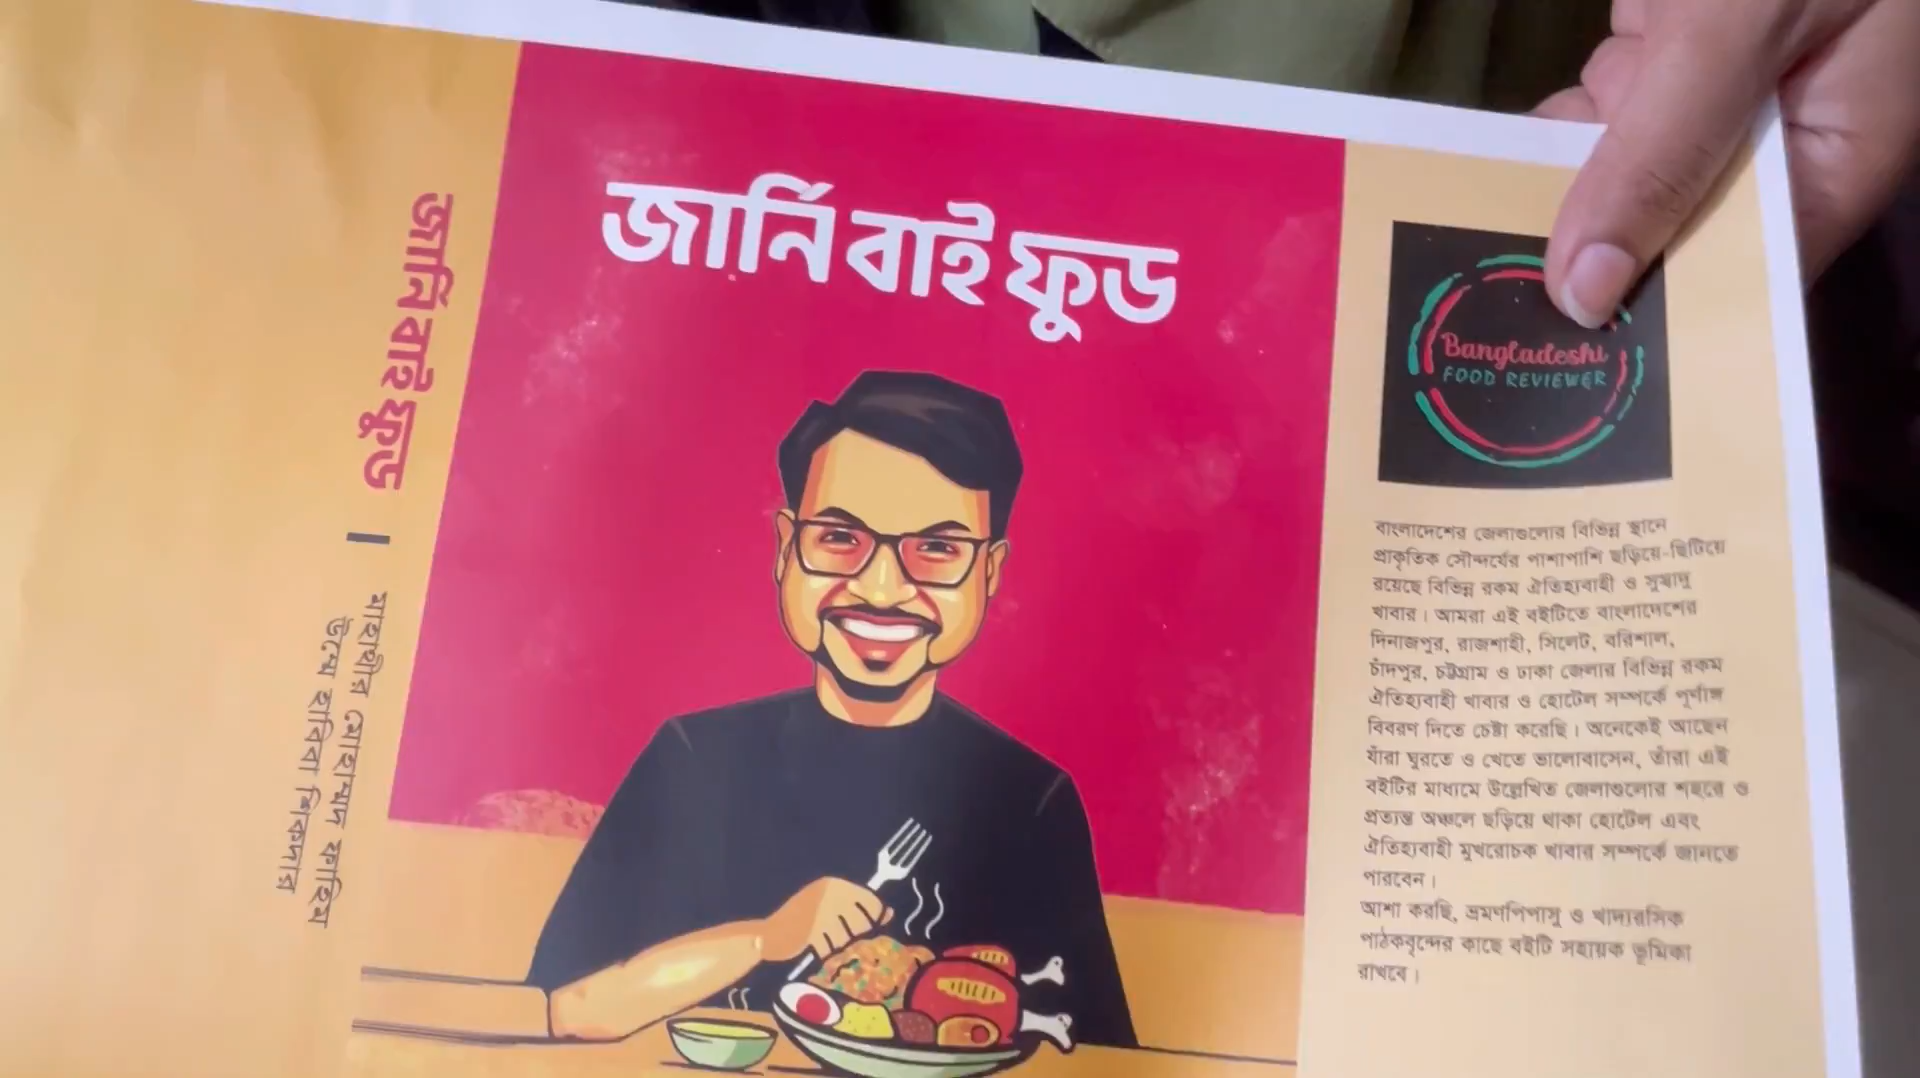 জার্নি বাই ফুড
জার্নি বাই ফুড | মাহাথীর মোহাম্মদ ফাহিম
উম্মে হাবিবা শিকদার
Bangladeshi
FOOD REVIEWER
বাংলাদেশের জেলাগুলোর বিভিন্ন স্থানে
প্রাকৃতিক সৌন্দর্যের পাশাপাশি ছড়িয়ে-ছিটিয়ে
রয়েছে বিভিন্ন রকম ঐতিহ্যবাহী ও সুস্বাদু
খাবার। আমরা এই বইটিতে বাংলাদেশের
দিনাজপুর, রাজশাহী, সিলেট, বরিশাল,
চাঁদপুর, চট্টগ্রাম ও ঢাকা জেলার বিভিন্ন রকম
ঐতিহ্যবাহী খাবার ও হোটেল সম্পর্কে পূর্ণাঙ্গ
বিবরণ দিতে চেষ্টা করেছি। অনেকেই আছেন
যাঁরা ঘুরতে ও খেতে ভালোবাসেন, তাঁরা এই
বইটির মাধ্যমে উল্লেখিত জেলাগুলোর শহরে ও
প্রত্যন্ত অঞ্চলে ছড়িয়ে থাকা হোটেল এবং
ঐতিহ্যবাহী মুখরোচক খাবার সম্পর্কে জানতে
পারবেন।
আশা করছি, ভ্রমণপিপাসু ও খাদ্যরসিক
পাঠকবৃন্দের কাছে বইটি সহায়ক ভূমিকা
রাখবে।